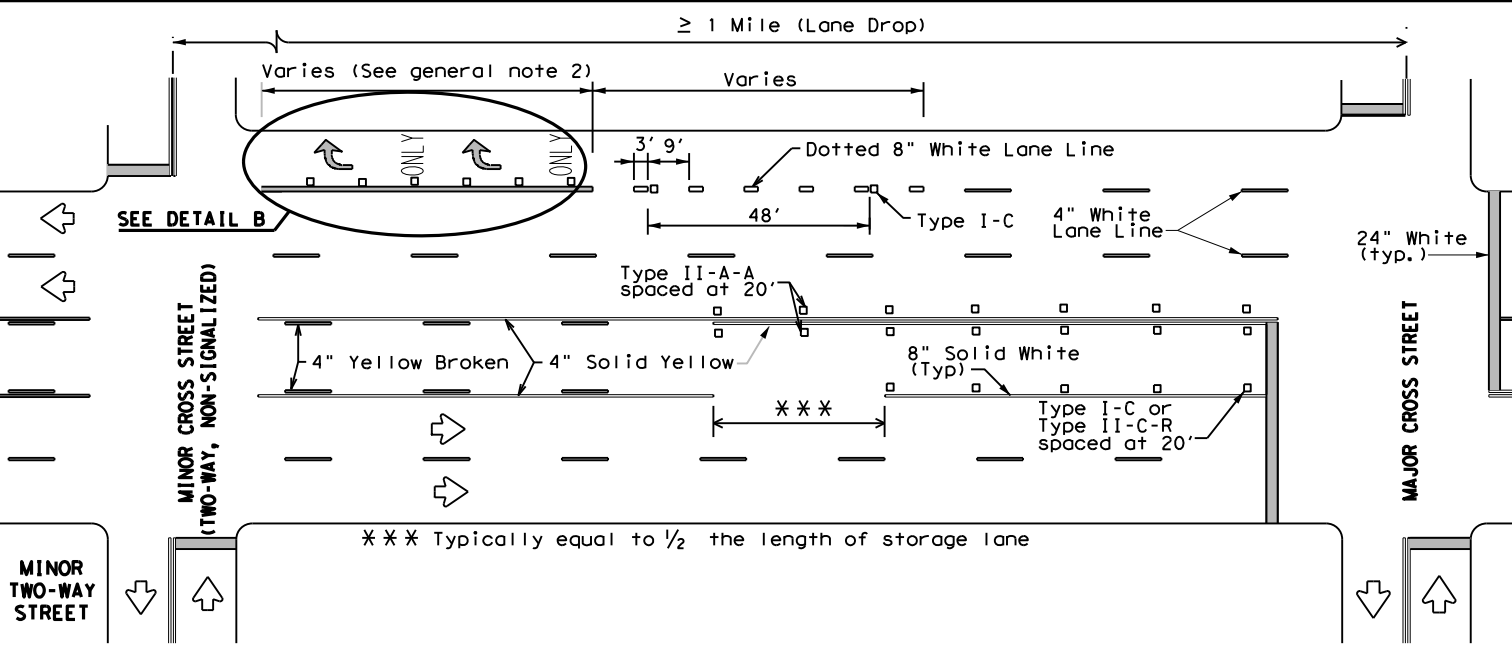 ≥ 1 Mile (Lane Drop)
Varies (See general note 2)
Varies
ONLY
ONLY
3' 9'
Dotted 8" White Lane Line
SEE DETAIL B
48'
Type I-C
4" White
Lane Line
24" White
(typ.)
Type II-A-A
spaced at 20'
MINOR CROSS STREET
(TWO-WAY, NON-SIGNALIZED)
4" Yellow Broken
4" Solid Yellow
8" Solid White
(Typ)
***
Type I-C or
Type II-C-R
spaced at 20'
MAJOR CROSS STREET
*** Typically equal to ½ the length of storage lane
MINOR
TWO-WAY
STREET